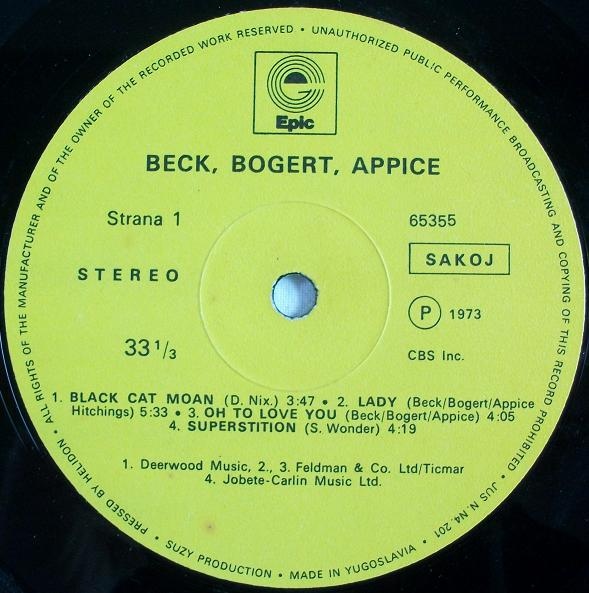 ALL RIGHTS OF THE MANUFACTURER AND OF THE OWNER OF THE RECORDED WORK RESERVED • UNAUTHORIZED PUBLIC PERFORMANCE BROADCASTING AND COPYING OF THIS RECORD PROHIBITED •
Epic
BECK, BOGERT, APPICE
Strana 1
65355
STEREO
SAKOJ
P 1973
33 1/3
CBS Inc.
1. BLACK CAT MOAN (D. Nix.) 3:47 • 2. LADY (Beck/Bogert/Appice
Hitchings) 5:33 • 3. OH TO LOVE YOU (Beck/Bogert/Appice) 4:05
4. SUPERSTITION (S. Wonder) 4:19
1. Deerwood Music, 2., 3. Feldman & Co. Ltd/Ticmar
4. Jobete-Carlin Music Ltd.
PRESSED BY HELIDON • SUZY PRODUCTION • MADE IN YUGOSLAVIA • JUS N. N4. 201